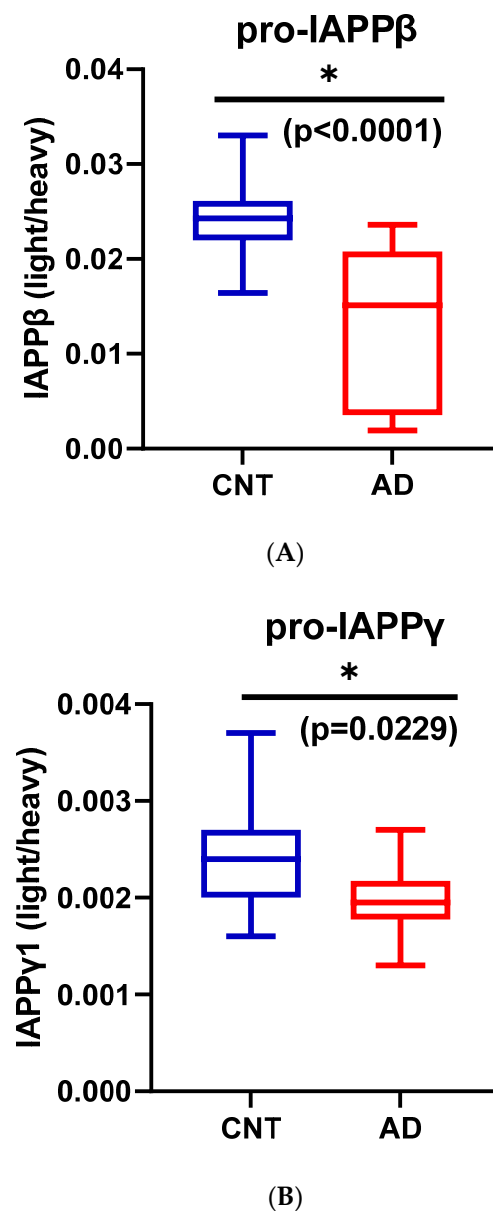 pro-IAPPβ
*
(p<0.0001)
0.04
0.03
0.02
0.01
0.00
IAPPβ (light/heavy)
CNT AD
(A)
pro-IAPPγ
*
(p=0.0229)
0.004
0.003
0.002
0.001
0.000
IAPPγ1 (light/heavy)
CNT AD
(B)